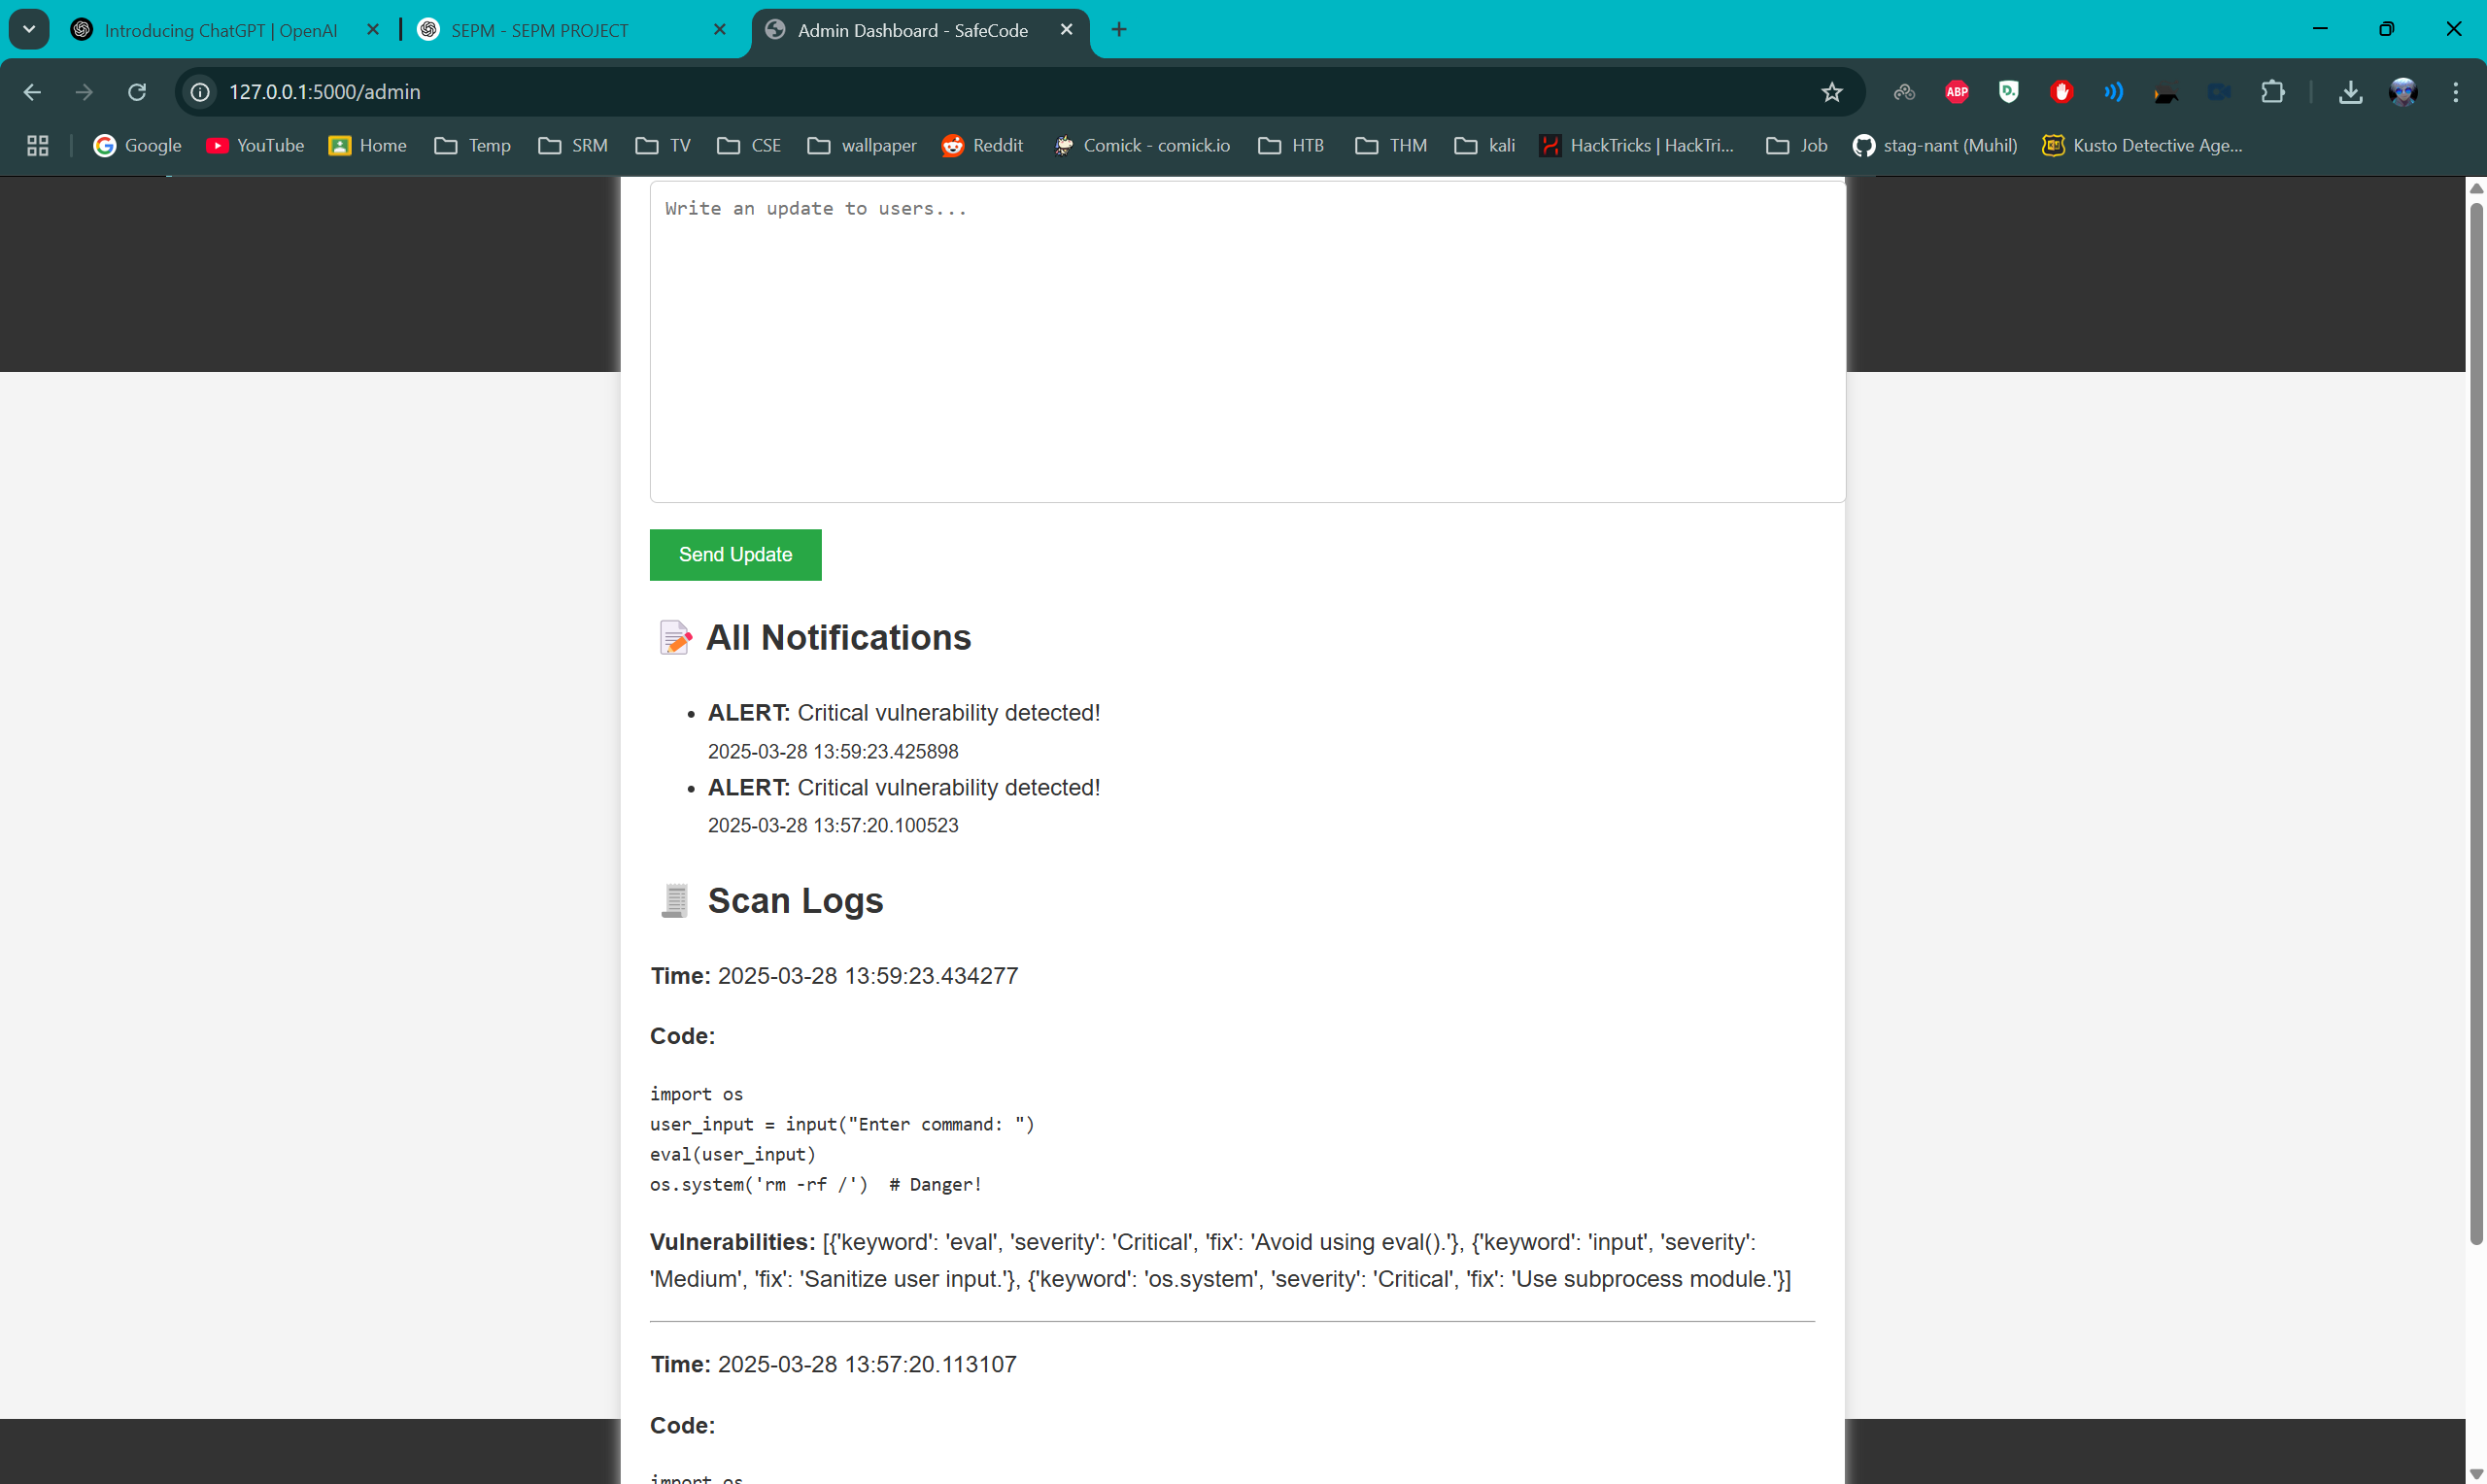 Introducing ChatGPT | OpenAI
SEPM - SEPM PROJECT
Admin Dashboard - SafeCode
127.0.0.1:5000/admin
ABP
D.
Google
YouTube
Home
Temp
SRM
TV
CSE
wallpaper
Reddit
Comick - comick.io
HTB
THM
kali
HackTricks | HackTri...
Job
stag-nant (Muhil)
Kusto Detective Age...
Write an update to users...
Send Update
All Notifications
• ALERT: Critical vulnerability detected!
2025-03-28 13:59:23.425898
• ALERT: Critical vulnerability detected!
2025-03-28 13:57:20.100523
Scan Logs
Time: 2025-03-28 13:59:23.434277
Code:
import os
user_input = input("Enter command: ")
eval(user_input)
os.system('rm -rf /')  # Danger!
Vulnerabilities: [{'keyword': 'eval', 'severity': 'Critical', 'fix': 'Avoid using eval().'}, {'keyword': 'input', 'severity':
'Medium', 'fix': 'Sanitize user input.'}, {'keyword': 'os.system', 'severity': 'Critical', 'fix': 'Use subprocess module.'}]
Time: 2025-03-28 13:57:20.113107
Code:
import os